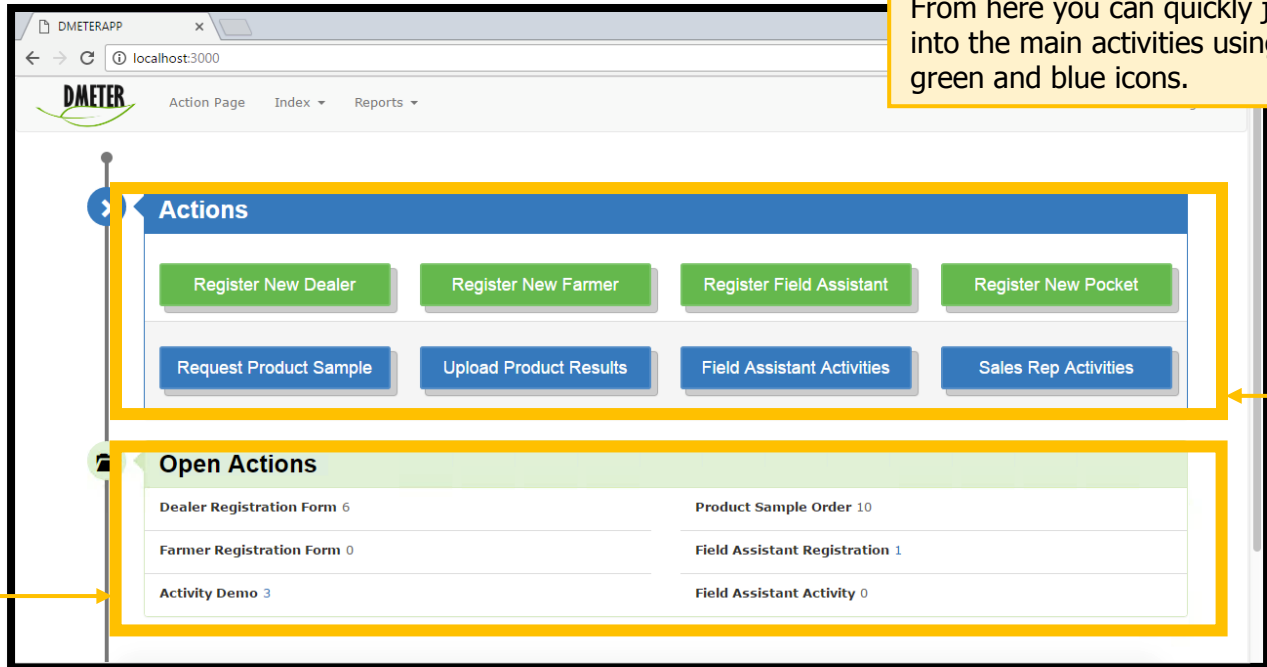 From here you can quickly
into the main activities
green and blue icons.
DMETERAPP
localhost:3000
DMETER
Action Page Index Reports
Actions
Register New Dealer Register New Farmer Register Field Assistant Register New Pocket
Request Product Sample Upload Product Results Field Assistant Activities Sales Rep Activities
Open Actions
Dealer Registration Form 6 Product Sample Order 10
Farmer Registration Form 0 Field Assistant Registration 1
Activity Demo 3 Field Assistant Activity 0